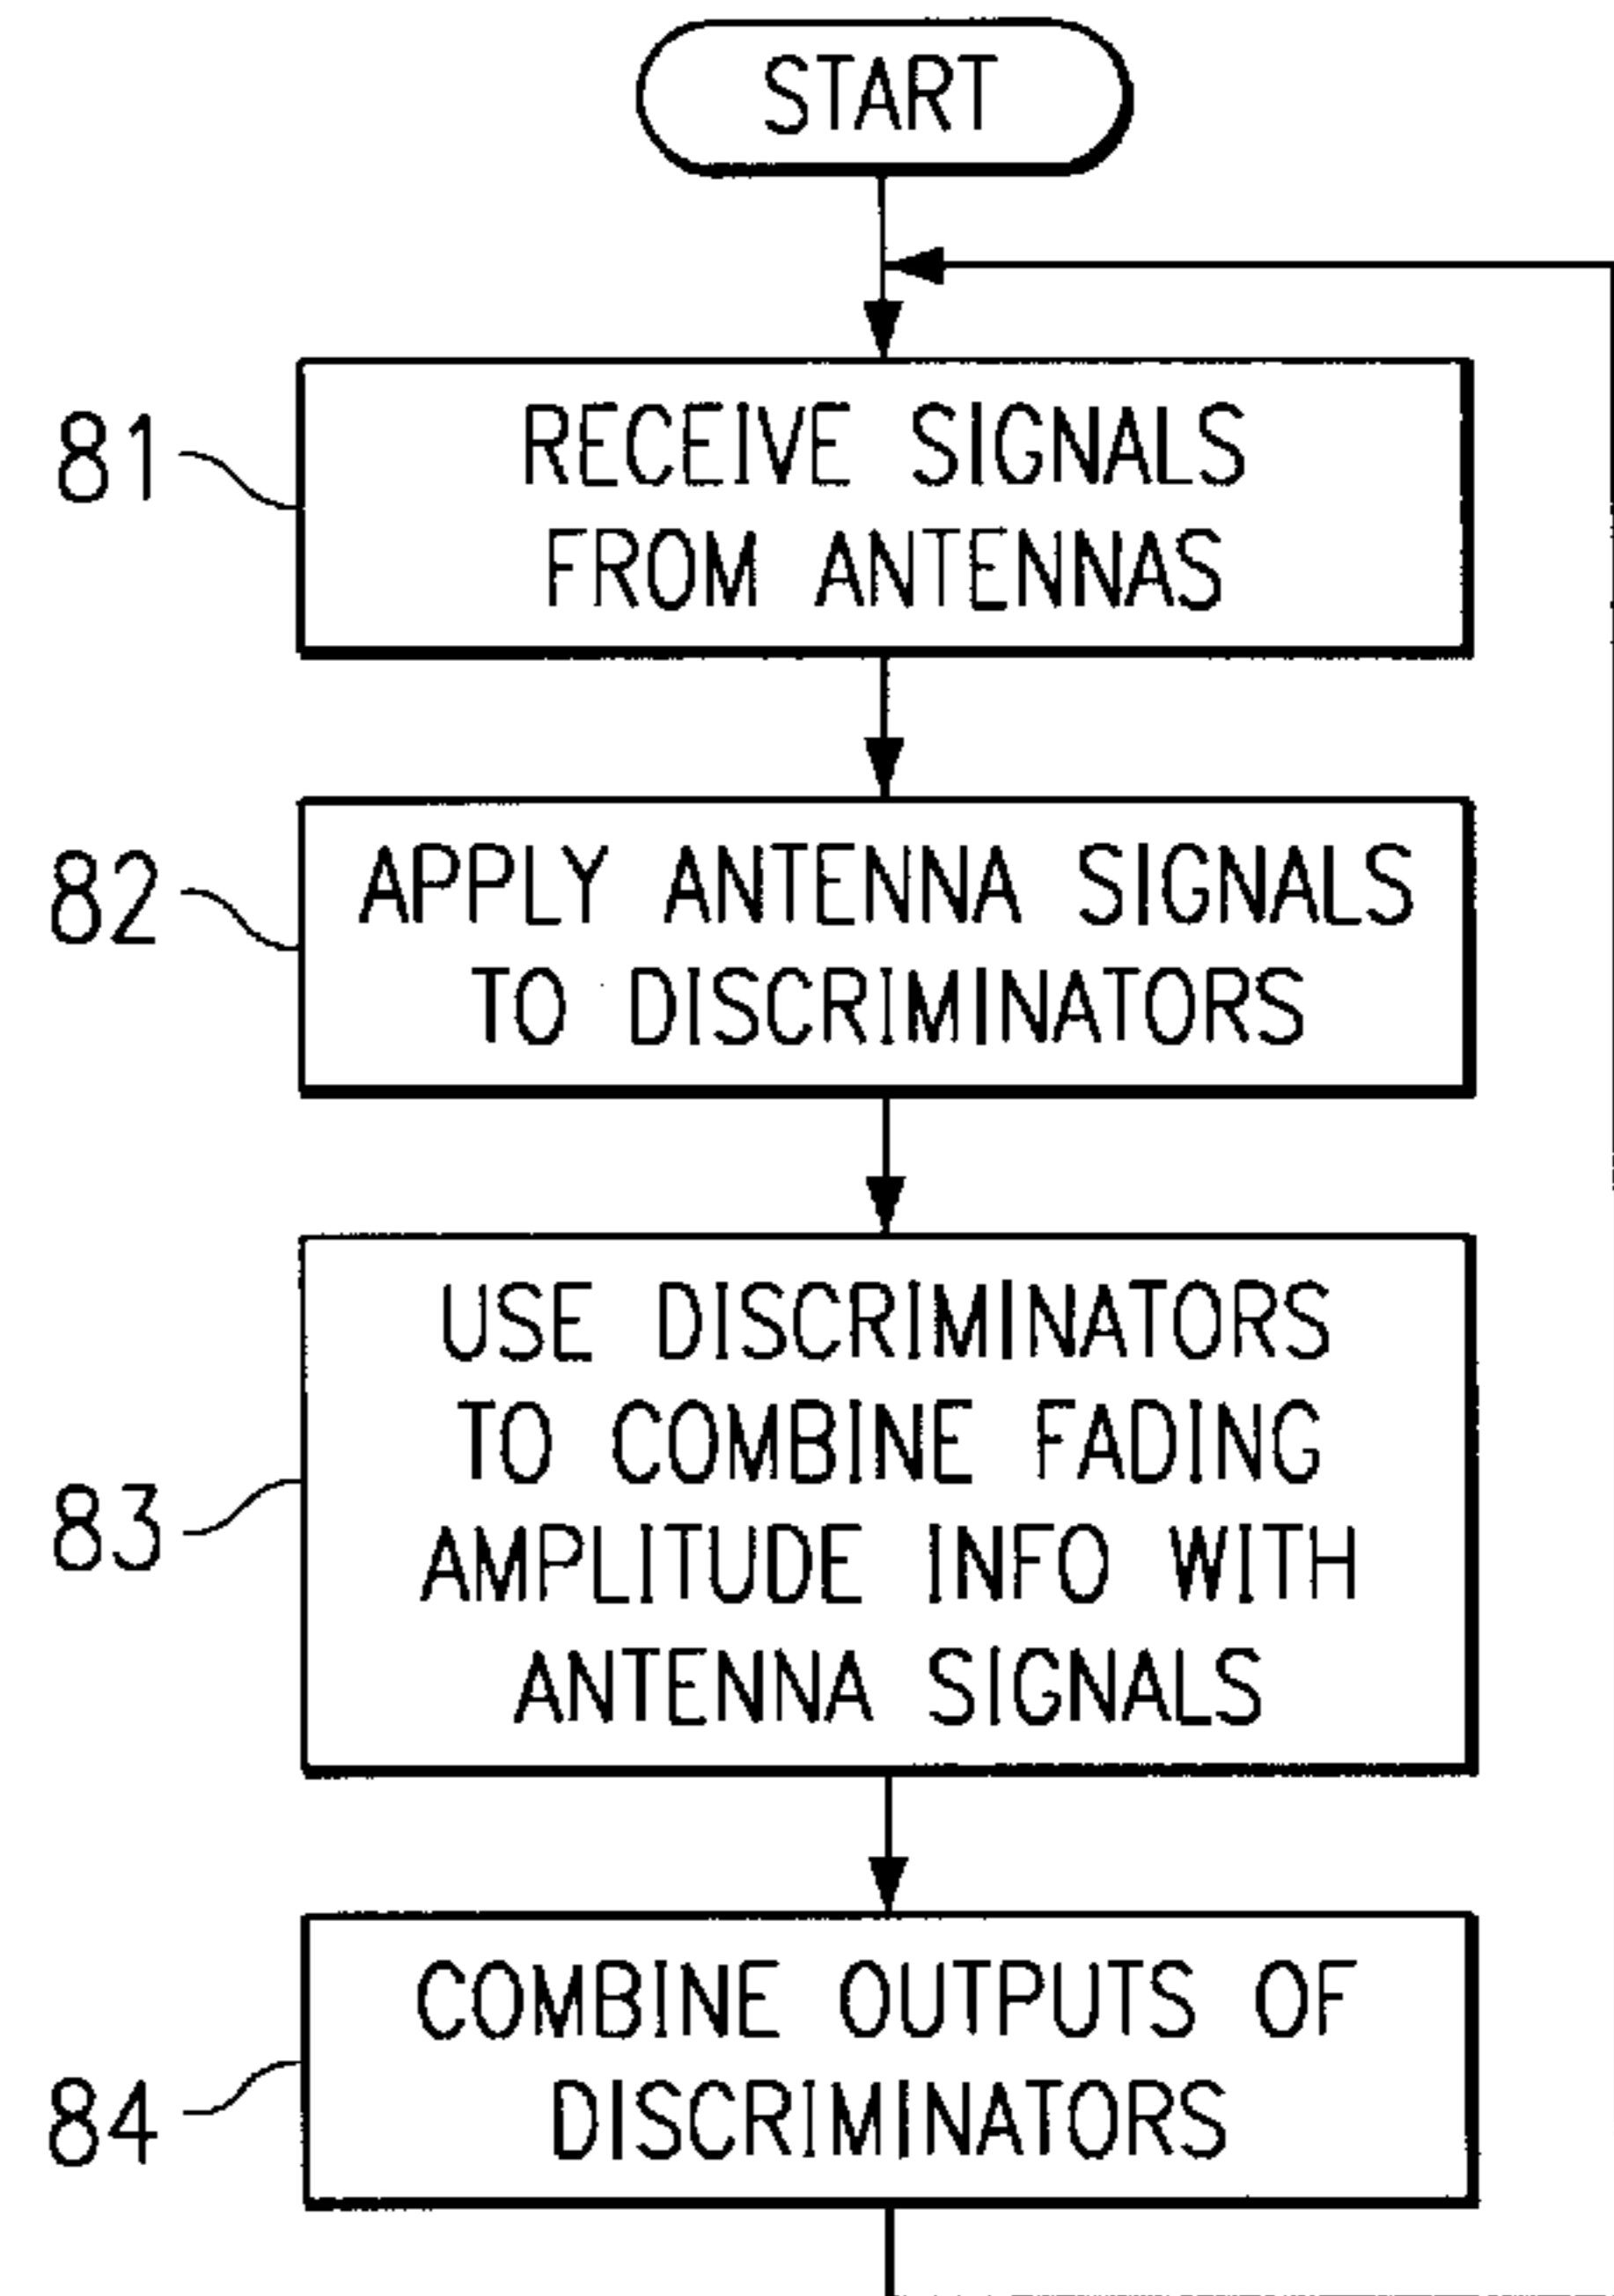 START
81
RECEIVE SIGNALS
FROM ANTENNAS
82
APPLY ANTENNA SIGNALS
TO DISCRIMINATORS
83
USE DISCRIMINATORS
TO COMBINE FADING
AMPLITUDE INFO WITH
ANTENNA SIGNALS
84
COMBINE OUTPUTS OF
DISCRIMINATORS